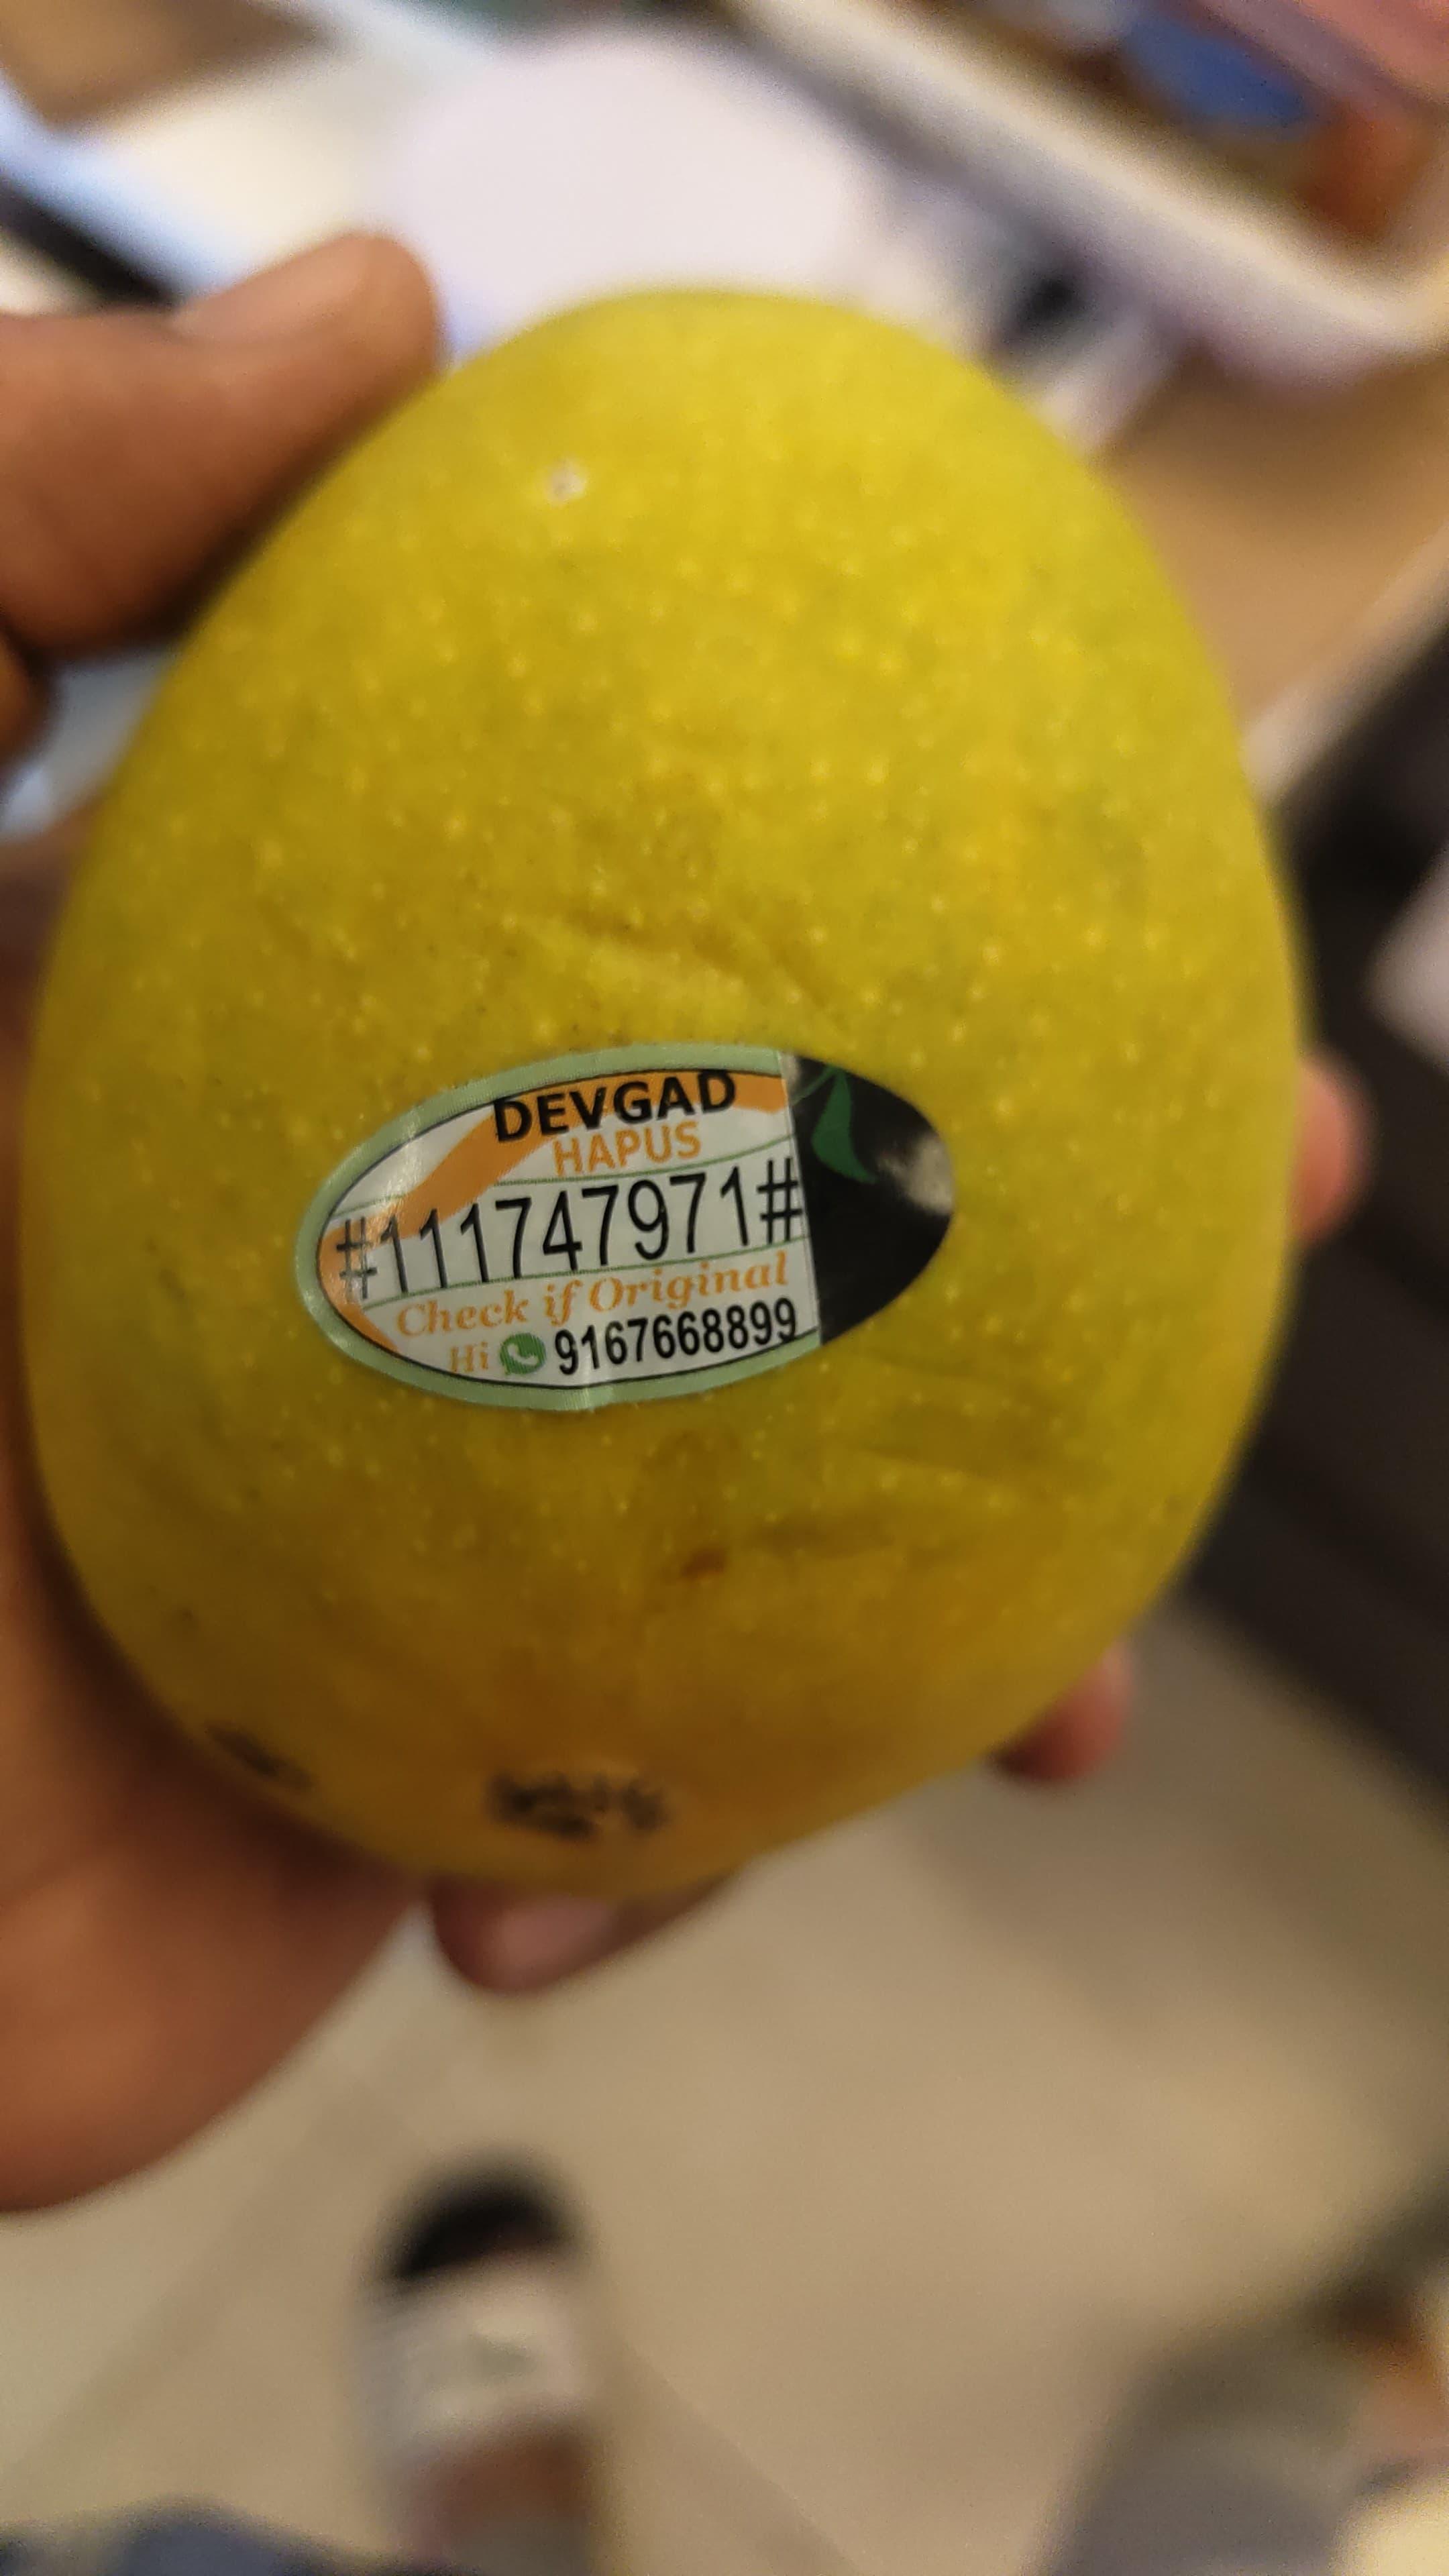 DEVGAD
HAPUS
#111747971#
Check if Original
Hi 9167668899